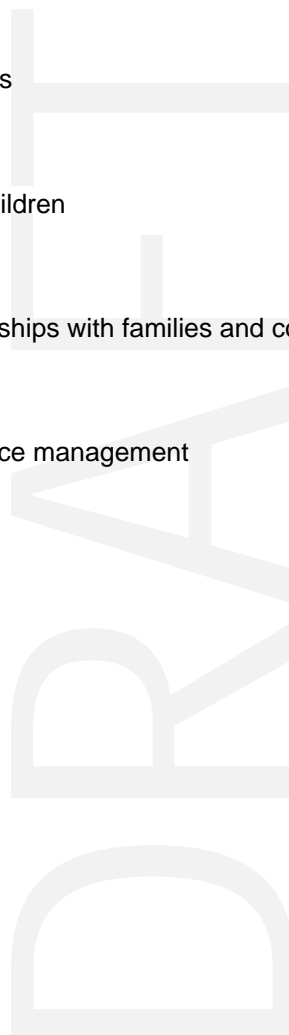 s
ildren
ships with families and co
ce management
DRAFT